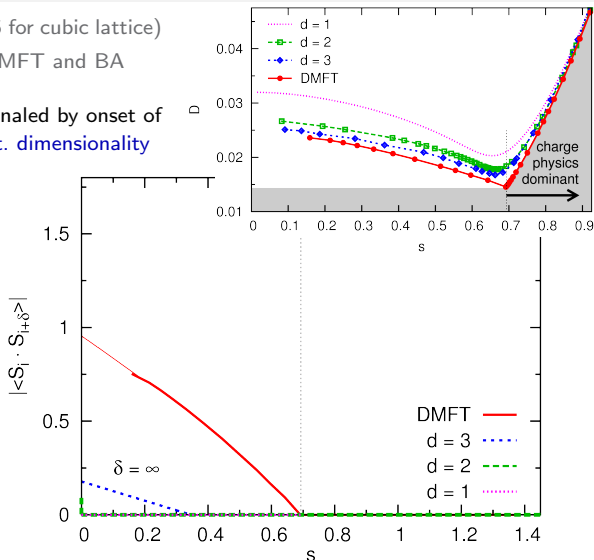 for cubic lattice)
MFT and BA
naled by onset of
t. dimensionality
d = 1
d = 2
d = 3
DMFT
D
0.04
0.03
0.02
0.01
charge
physics
dominant
0 0.1 0.2 0.3 0.4 0.5 0.6 0.7 0.8 0.9
s
|<S_i · S_{i+δ}>|
1.5
1
0.5
0
δ = ∞
DMFT
d = 3
d = 2
d = 1
0 0.2 0.4 0.6 0.8 1 1.2 1.4
s